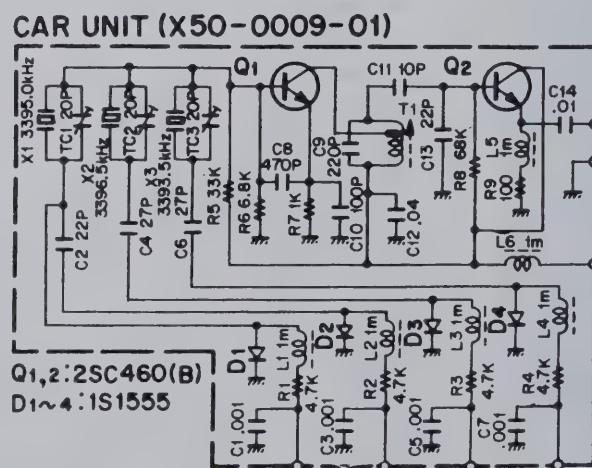 CAR UNIT (X50-0009-01)
X1 3395.0kHz
TC1 20P
X2 3396.5kHz
TC2 20P
X3 3393.5kHz
TC3 20P
Q1
C11 10P
Q2
C14 .01
T1
C9 220P
C13 22P
R8 68K
L5 1m
R9 100
C8 470P
R5 33K
R6 6.8K
R7 1K
C10 100P
C12 .04
L6 1m
C2 22P
C4 27P
C6 27P
D1
L1 1m
R1 4.7K
C1 .001
D2
L2 1m
R2 4.7K
C3 .001
D3
L3 1m
R3 4.7K
C5 .001
D4
L4 1m
R4 4.7K
C7 .001
Q1,2:2SC460(B)
D1~4:1S1555